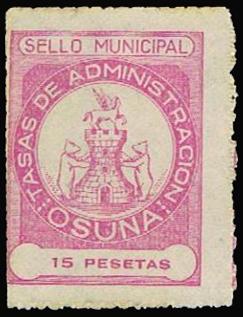 SELLO MUNICIPAL
TASAS DE ADMINISTRACION
OSUNA
15 PESETAS